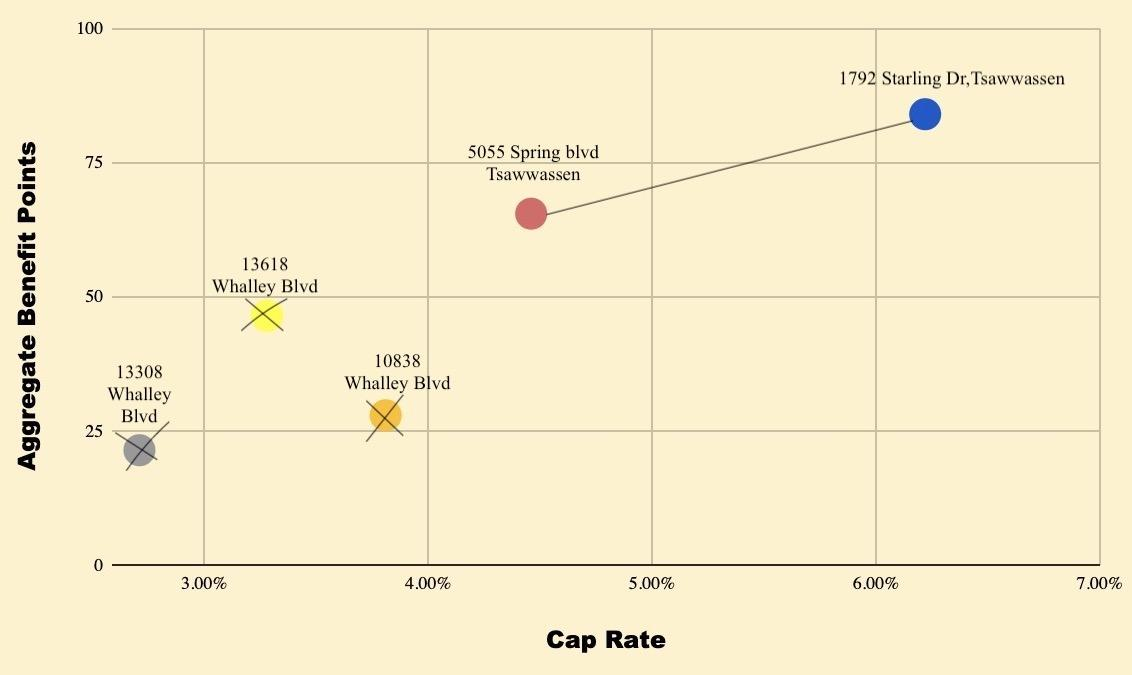 100
1792 Starling Dr,Tsawwassen
5055 Spring blvd
Tsawwassen
75
13618
Whalley Blvd
50
10838
Whalley Blvd
13308
Whalley
Blvd
25
0
3.00%
4.00%
5.00%
6.00%
7.00%
Aggregate Benefit Points
Cap Rate